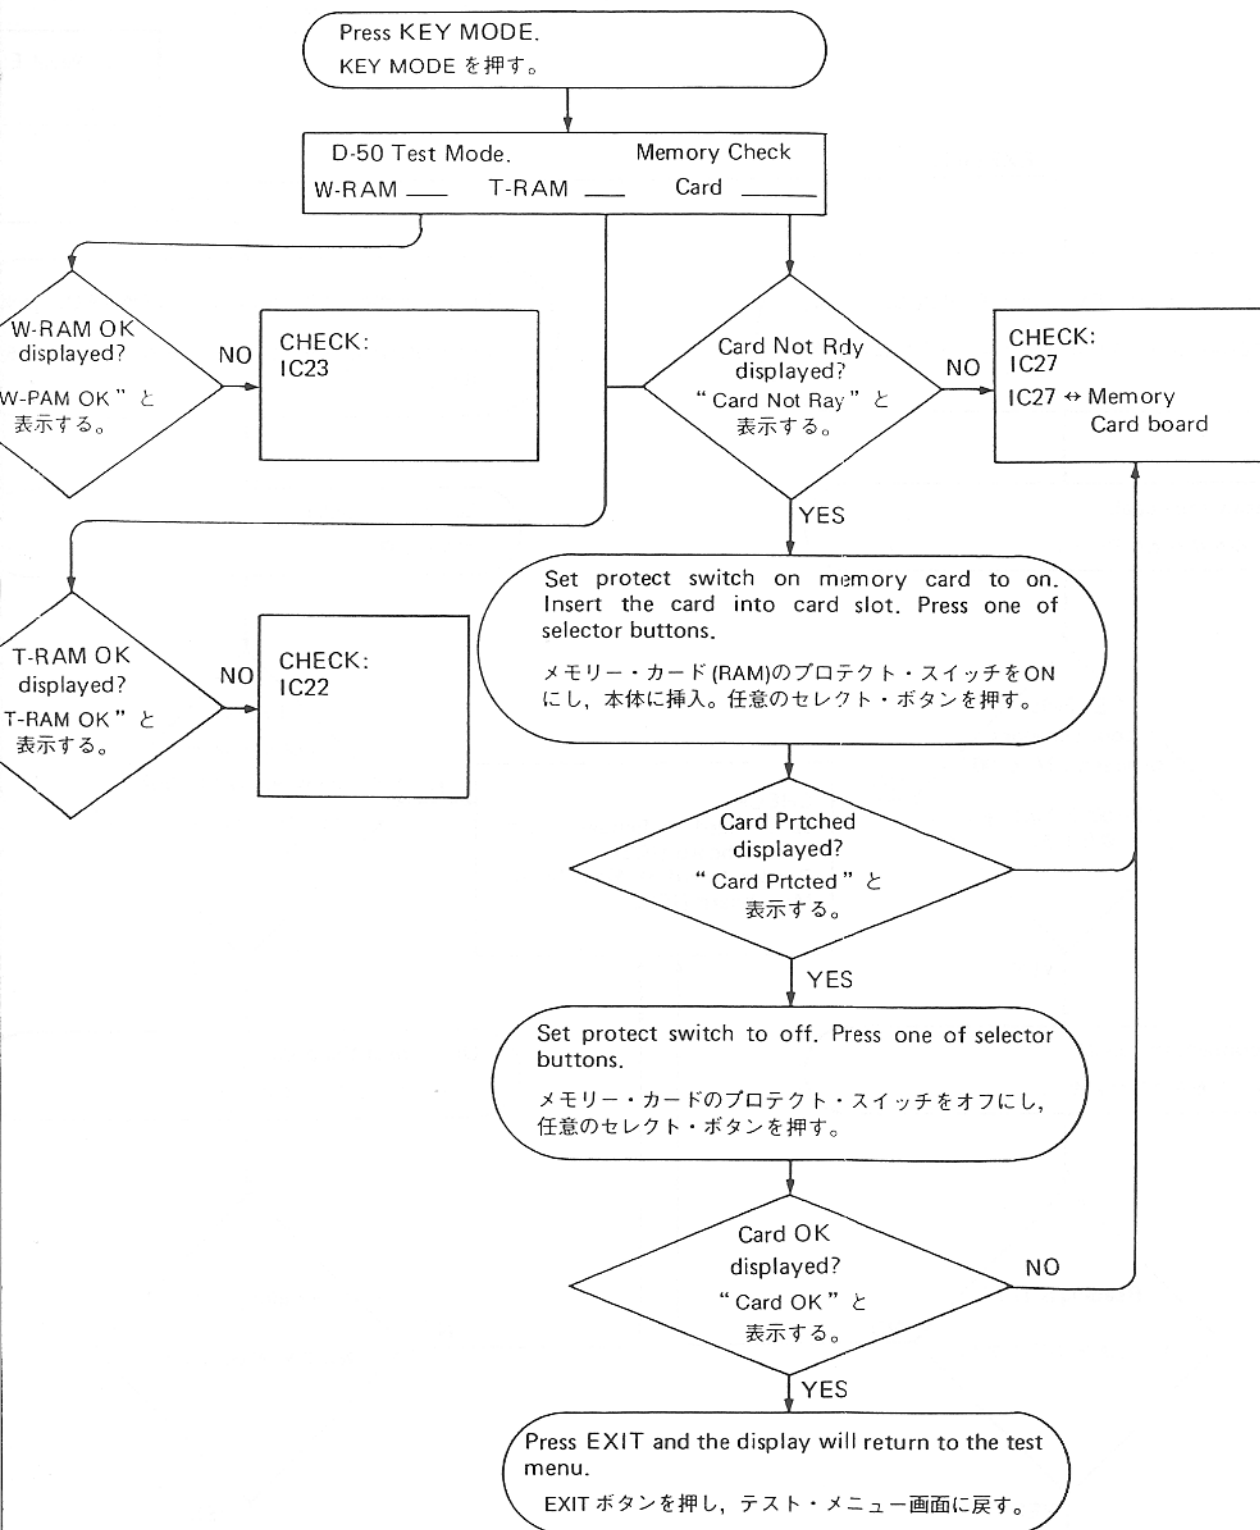 Press KEY MODE.
KEY MODE を押す。
D-50 Test Mode. Memory Check
W-RAM ___ T-RAM ___ Card ___
W-RAM OK
displayed?
W-PAM OK” と
表示する。
NO
CHECK:
IC23
Card Not Rdy
displayed?
“Card Not Ray” と
表示する。
NO
CHECK:
IC27
IC27 ↔ Memory
Card board
YES
T-RAM OK
displayed?
T-RAM OK” と
表示する。
NO
CHECK:
IC22
Set protect switch on memory card to on.
Insert the card into card slot. Press one of
selector buttons.
メモリー・カード(RAM)のプロテクト・スイッチをON
にし，本体に挿入。任意のセレクト・ボタンを押す。
Card Prtched
displayed?
“Card Prtcted” と
表示する。
YES
Set protect switch to off. Press one of selector
buttons.
メモリー・カードのプロテクト・スイッチをオフにし，
任意のセレクト・ボタンを押す。
Card OK
displayed?
“Card OK” と
表示する。
NO
YES
Press EXIT and the display will return to the test
menu.
EXIT ボタンを押し，テスト・メニュー画面に戻す。